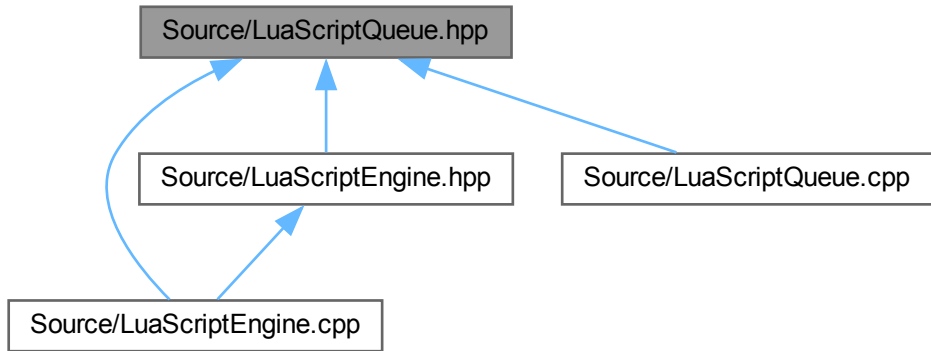 Source/LuaScriptQueue.hpp
Source/LuaScriptEngine.hpp
Source/LuaScriptQueue.cpp
Source/LuaScriptEngine.cpp